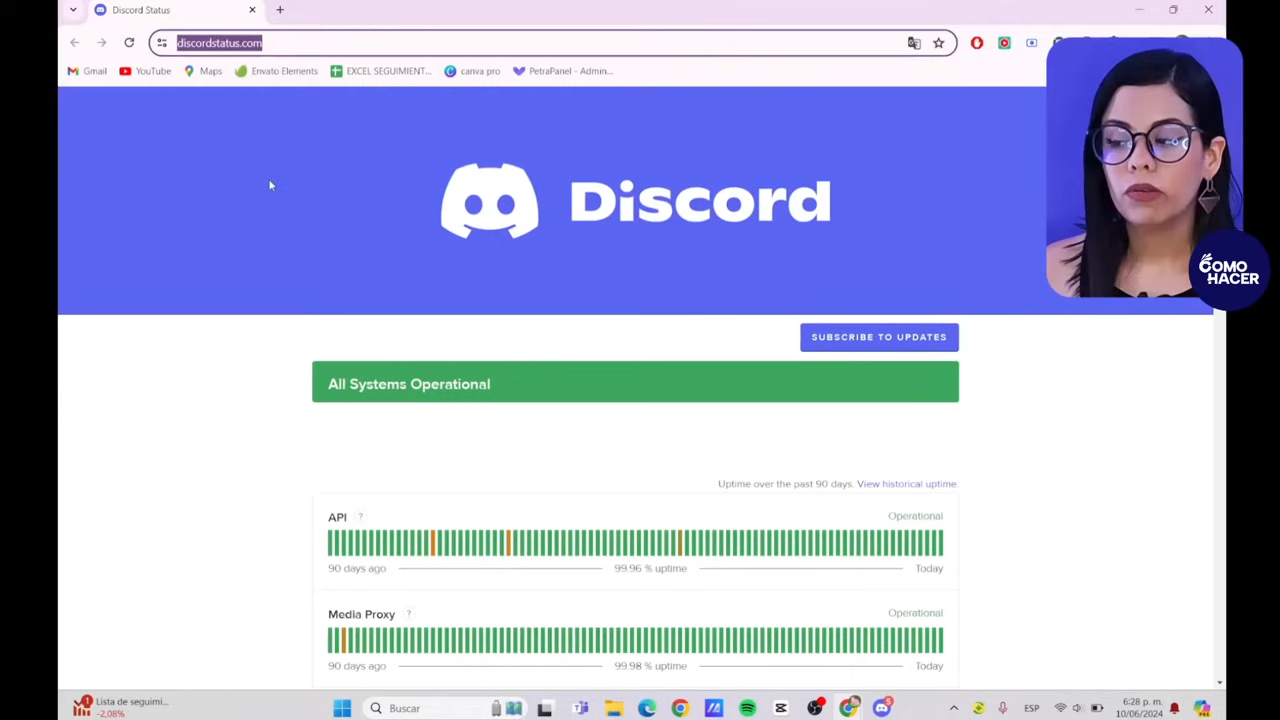 Discord Status
discordstatus.com
Gmail
YouTube
Maps
Envato Elements
EXCEL SEGUIMIENT...
canva pro
PetraPanel - Admin...
Discord
COMO
HACER
SUBSCRIBE TO UPDATES
All Systems Operational
Uptime over the past 90 days. View historical uptime.
API ? Operational
90 days ago 99.96 % uptime Today
Media Proxy ? Operational
90 days ago 99.98 % uptime Today
Lista de seguimi...
-2,08%
Buscar
ESP
6:28 p. m.
10/06/2024